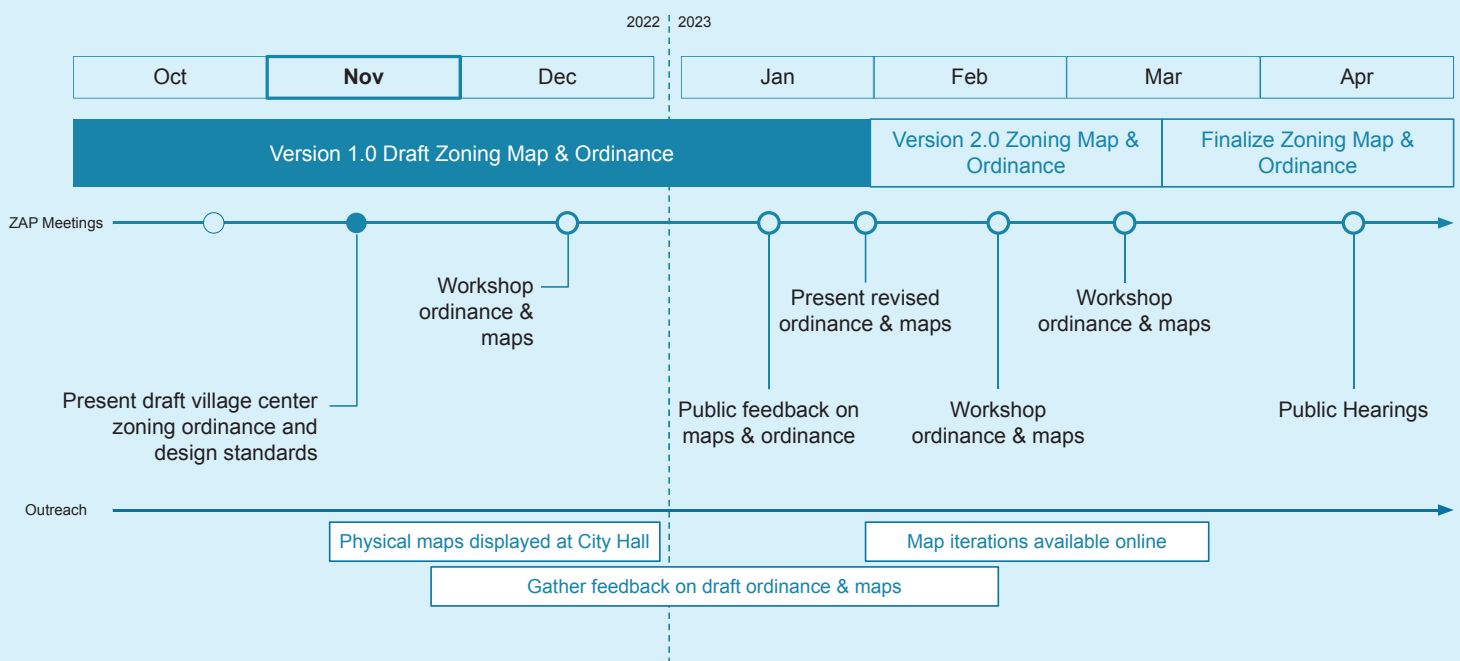 2022 2023
Oct Nov Dec Jan Feb Mar Apr
Version 1.0 Draft Zoning Map & Ordinance
Version 2.0 Zoning Map &
Ordinance
Finalize Zoning Map &
Ordinance
ZAP Meetings
Present draft village center
zoning ordinance and
design standards
Workshop
ordinance &
maps
Public feedback on
maps & ordinance
Present revised
ordinance & maps
Workshop
ordinance & maps
Workshop
ordinance & maps
Public Hearings
Outreach
Physical maps displayed at City Hall
Map iterations available online
Gather feedback on draft ordinance & maps